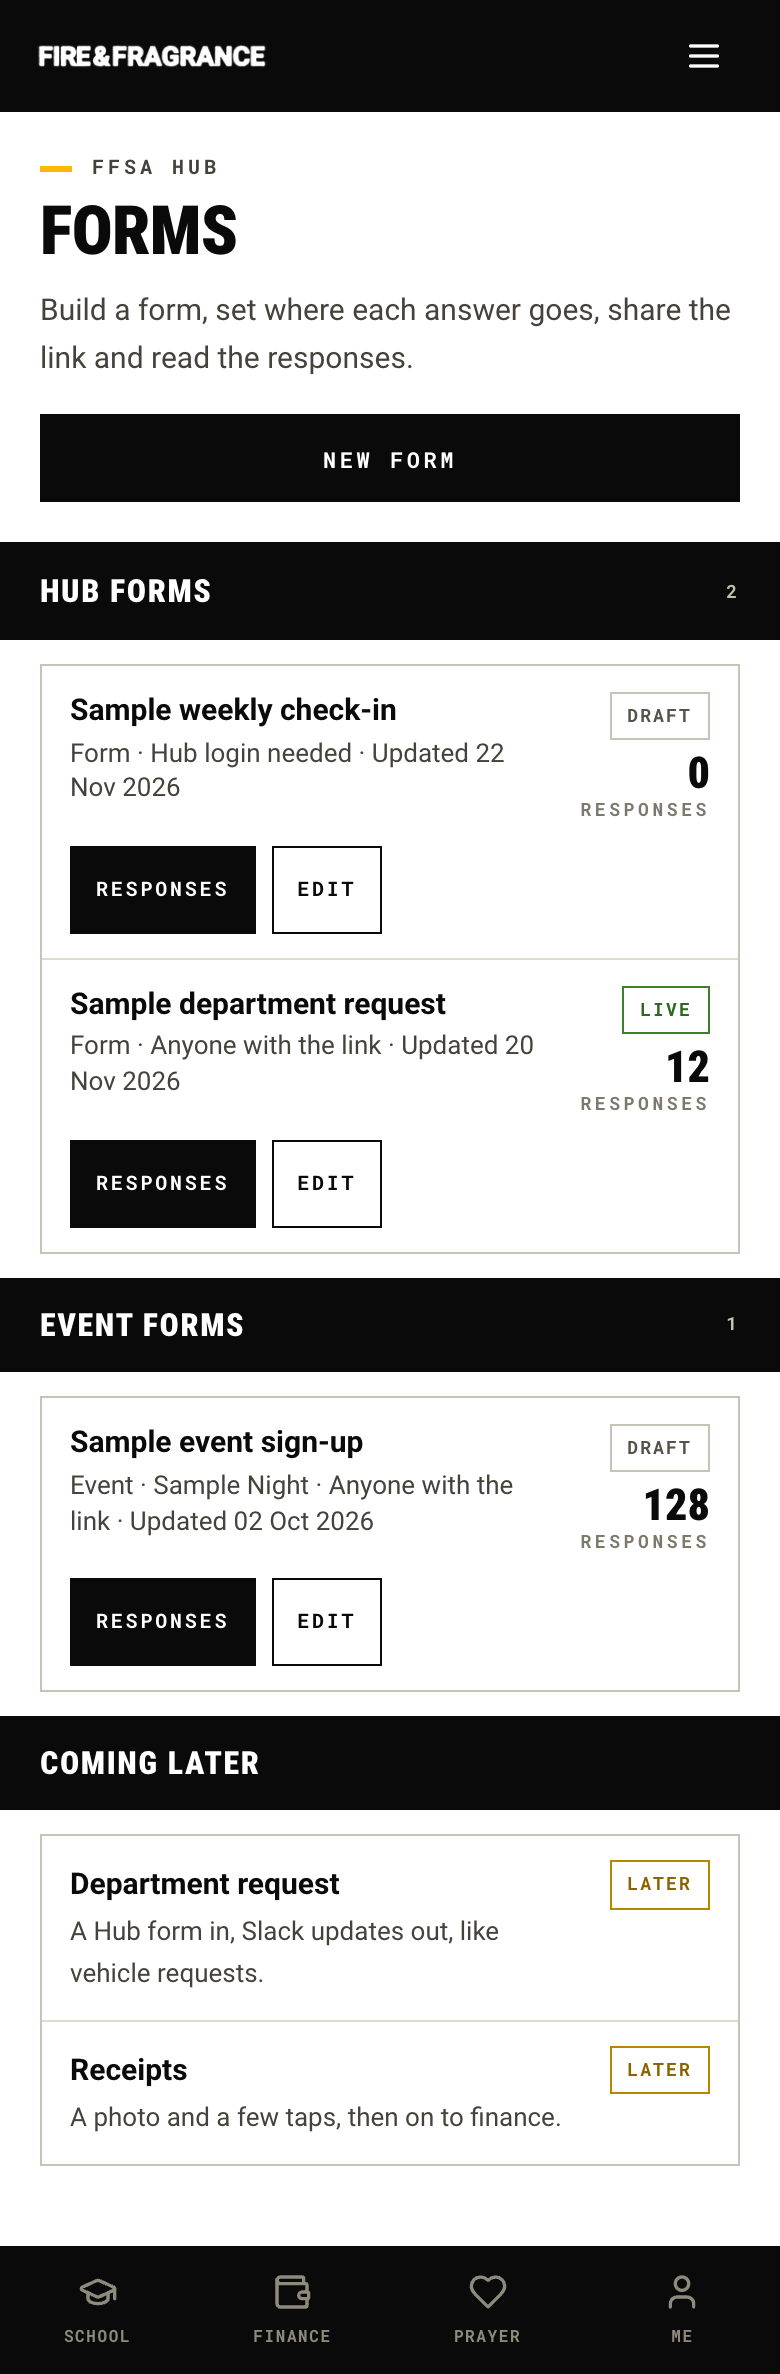 FIRE&FRAGRANCE
FFSA HUB
FORMS
Build a form, set where each answer goes, share the
link and read the responses.
NEW FORM
HUB FORMS
2
Sample weekly check-in
DRAFT
Form · Hub login needed · Updated 22
Nov 2026
0
RESPONSES
RESPONSES
EDIT
Sample department request
LIVE
Form · Anyone with the link · Updated 20
Nov 2026
12
RESPONSES
RESPONSES
EDIT
EVENT FORMS
1
Sample event sign-up
DRAFT
Event · Sample Night · Anyone with the
link · Updated 02 Oct 2026
128
RESPONSES
RESPONSES
EDIT
COMING LATER
Department request
LATER
A Hub form in, Slack updates out, like
vehicle requests.
Receipts
LATER
A photo and a few taps, then on to finance.
SCHOOL
FINANCE
PRAYER
ME